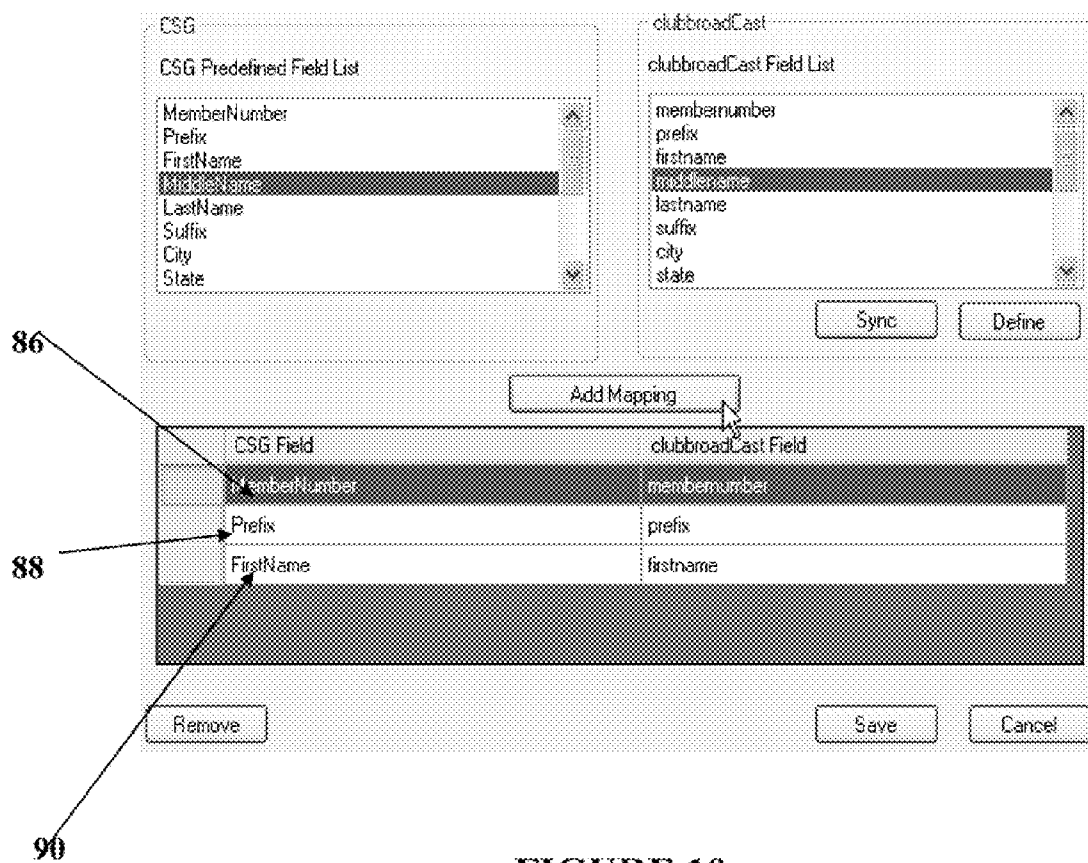 CSG
CSG Predefined Field List
MemberNumber
Prefix
FirstName
MiddleName
LastName
Suffix
City
State
clubbroadCast
clubbroadCast Field List
membernumber
prefix
firstname
middlename
lastname
suffix
city
state
Sync
Define
86
Add Mapping
CSG Field clubbroadCast Field
MemberNumber membernumber
Prefix prefix
88
FirstName firstname
Remove
Save
Cancel
90
FIGURE